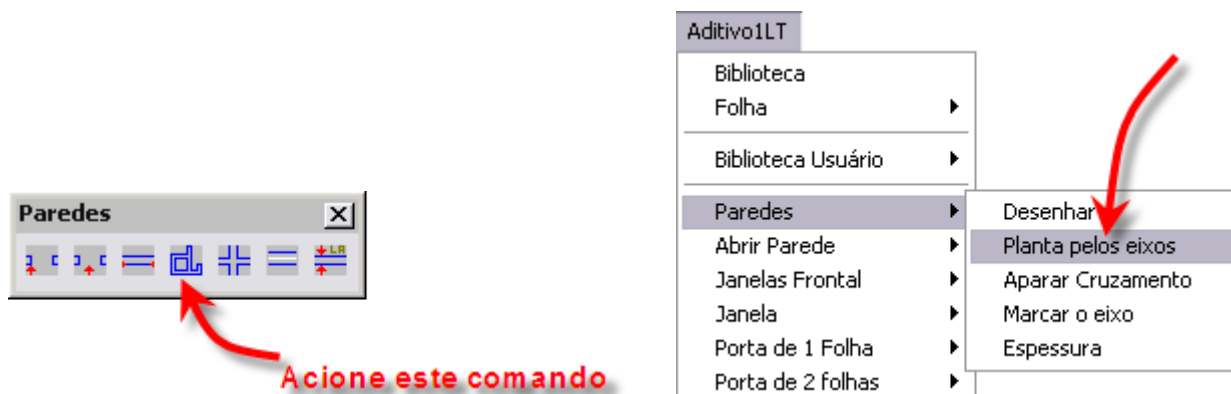 Paredes
LR
Acione este comando
Aditivo1LT
Biblioteca
Folha
Biblioteca Usuário
Paredes
Abrir Parede
Janelas Frontal
Janela
Porta de 1 Folha
Porta de 2 folhas
Desenhar
Planta pelos eixos
Aparar Cruzamento
Marcar o eixo
Espessura